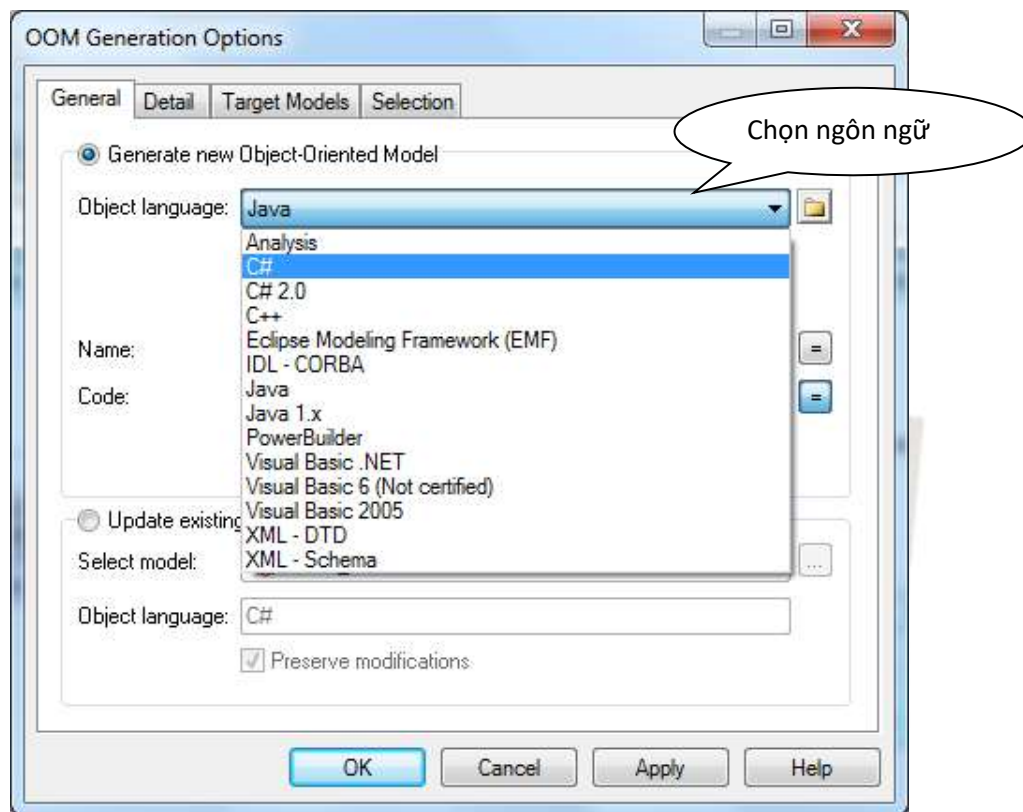 OOM Generation Options
General Detail Target Models Selection
Chọn ngôn ngữ
Generate new Object-Oriented Model
Object language: Java
Analysis
C#
C# 2.0
C++
Eclipse Modeling Framework (EMF)
Name: =
IDL - CORBA
Code: Java =
Java 1.x
PowerBuilder
Visual Basic .NET
Visual Basic 6 (Not certified)
Visual Basic 2005
Update existing
XML - DTD
Select model: XML - Schema ...
Object language: C#
Preserve modifications
OK Cancel Apply Help